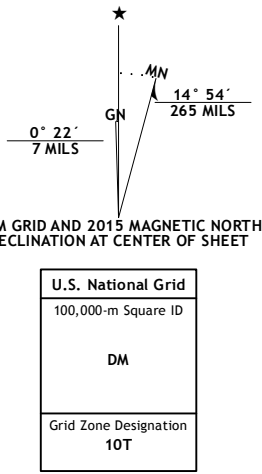 MN
GN
14° 54´
265 MILS
0° 22´
7 MILS
M GRID AND 2015 MAGNETIC NORTH
ECLINATION AT CENTER OF SHEET
U.S. National Grid
100,000-m Square ID
DM
Grid Zone Designation
10T